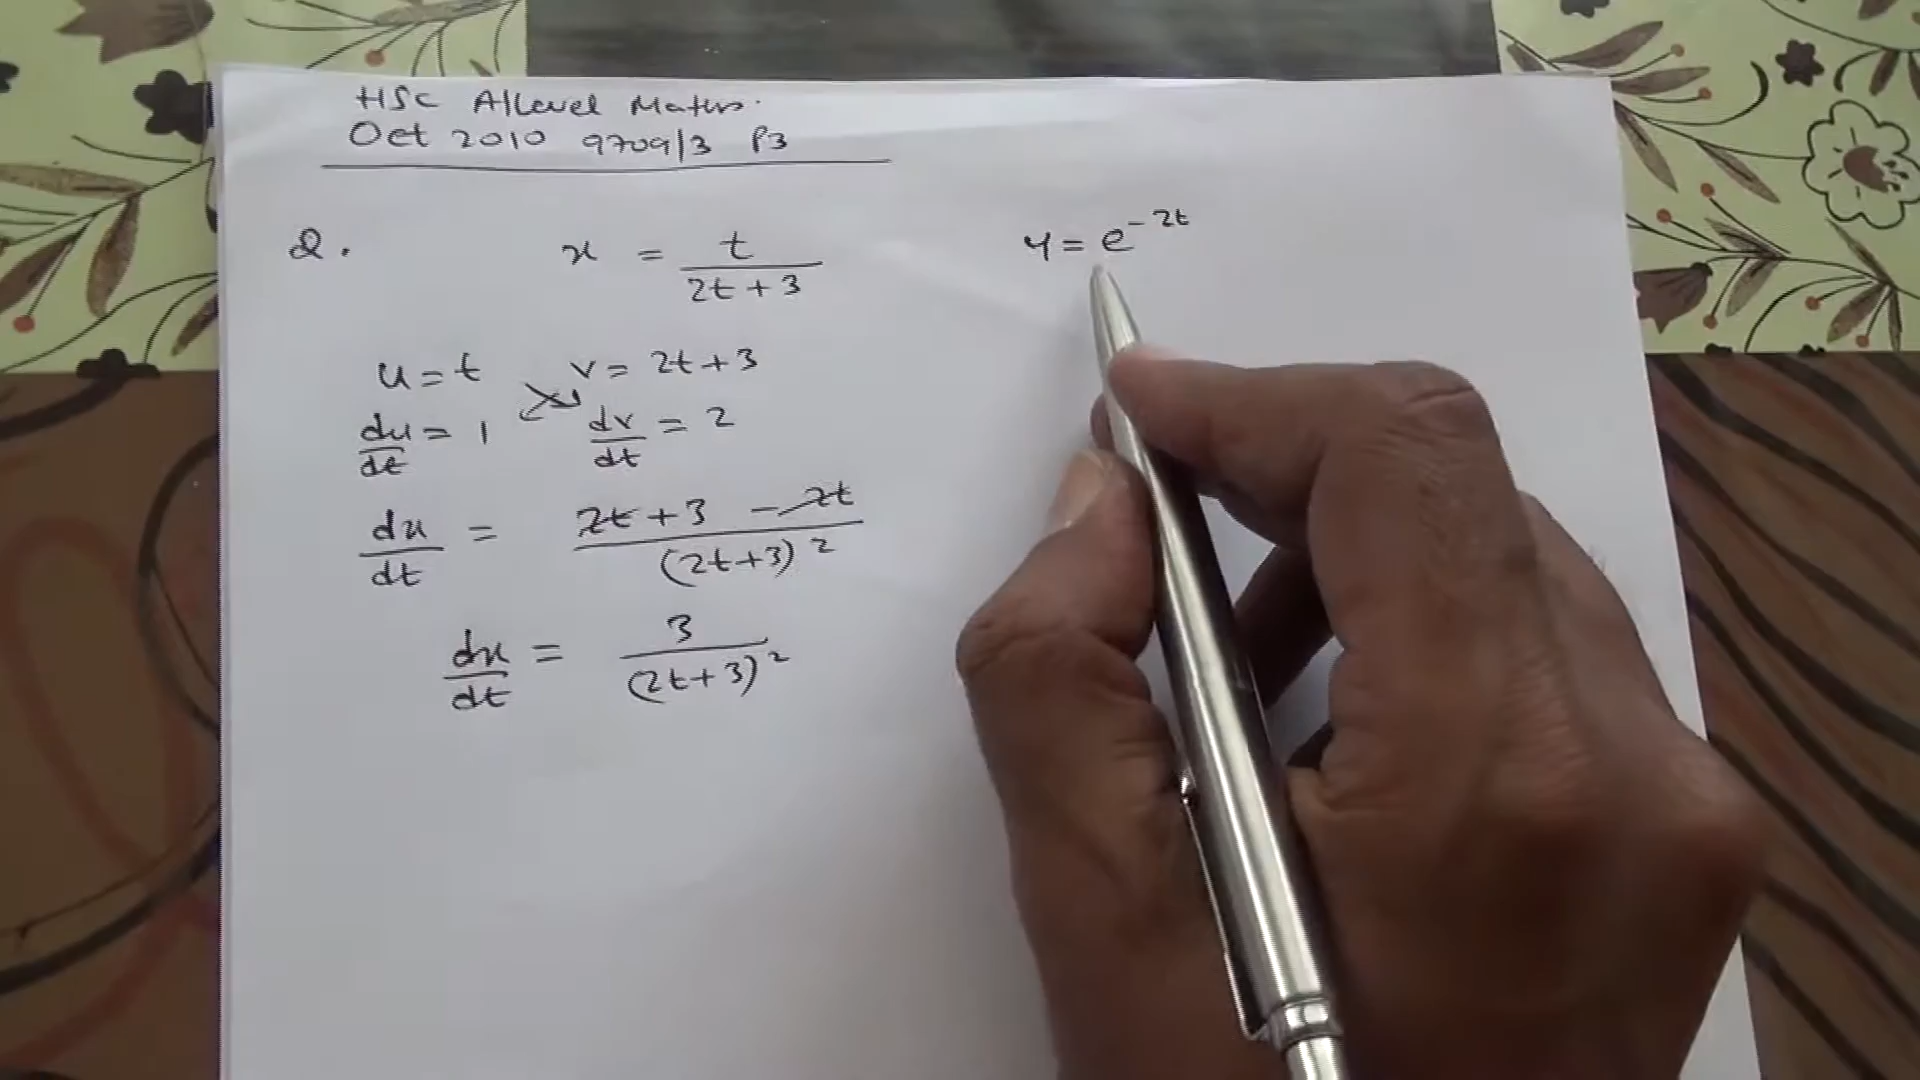 HSC A/Level Maths.
Oct 2010 9709/3 P3
Q. x = t / 2t + 3 y = e^-2t
u = t v = 2t + 3
du/dt = 1 dv/dt = 2
dx/dt = 2t + 3 - 2t / (2t+3)^2
dx/dt = 3 / (2t+3)^2